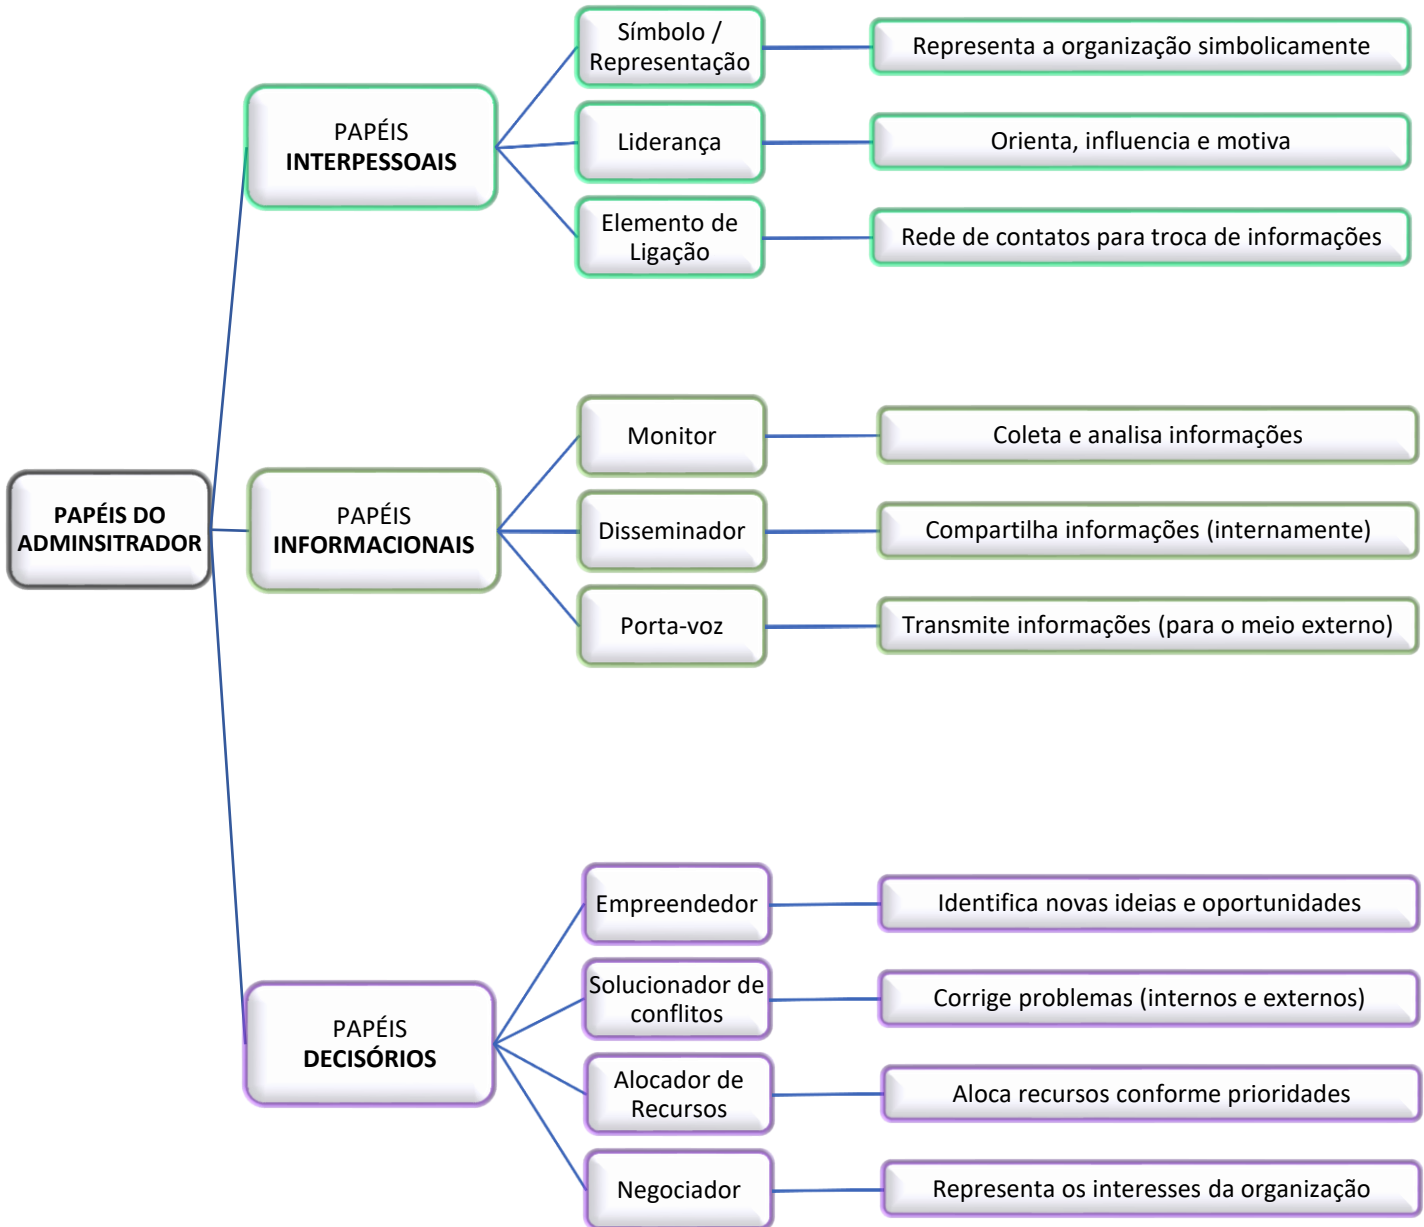 PAPÉIS DO
ADMINSITRADOR
PAPÉIS
INTERPESSOAIS
Símbolo /
Representação
Representa a organização simbolicamente
Liderança
Orienta, influencia e motiva
Elemento de
Ligação
Rede de contatos para troca de informações
PAPÉIS
INFORMACIONAIS
Monitor
Coleta e analisa informações
Disseminador
Compartilha informações (internamente)
Porta-voz
Transmite informações (para o meio externo)
PAPÉIS
DECISÓRIOS
Empreendedor
Identifica novas ideias e oportunidades
Solucionador de
conflitos
Corrige problemas (internos e externos)
Alocador de
Recursos
Aloca recursos conforme prioridades
Negociador
Representa os interesses da organização